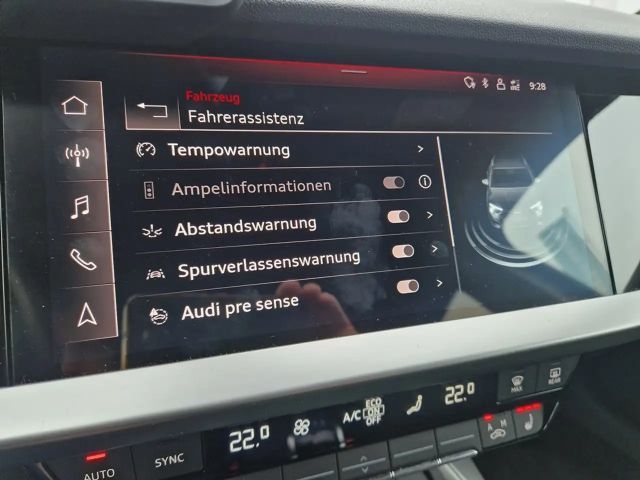 9:28
Fahrzeug
Fahrerassistenz
Tempowarnung
Ampelinformationen
Abstandswarnung
Spurverlassenswarnung
Audi pre sense
MAX
REAR
22.0
A/C
ECO
ON
OFF
22.0
AUTO
SYNC
A M